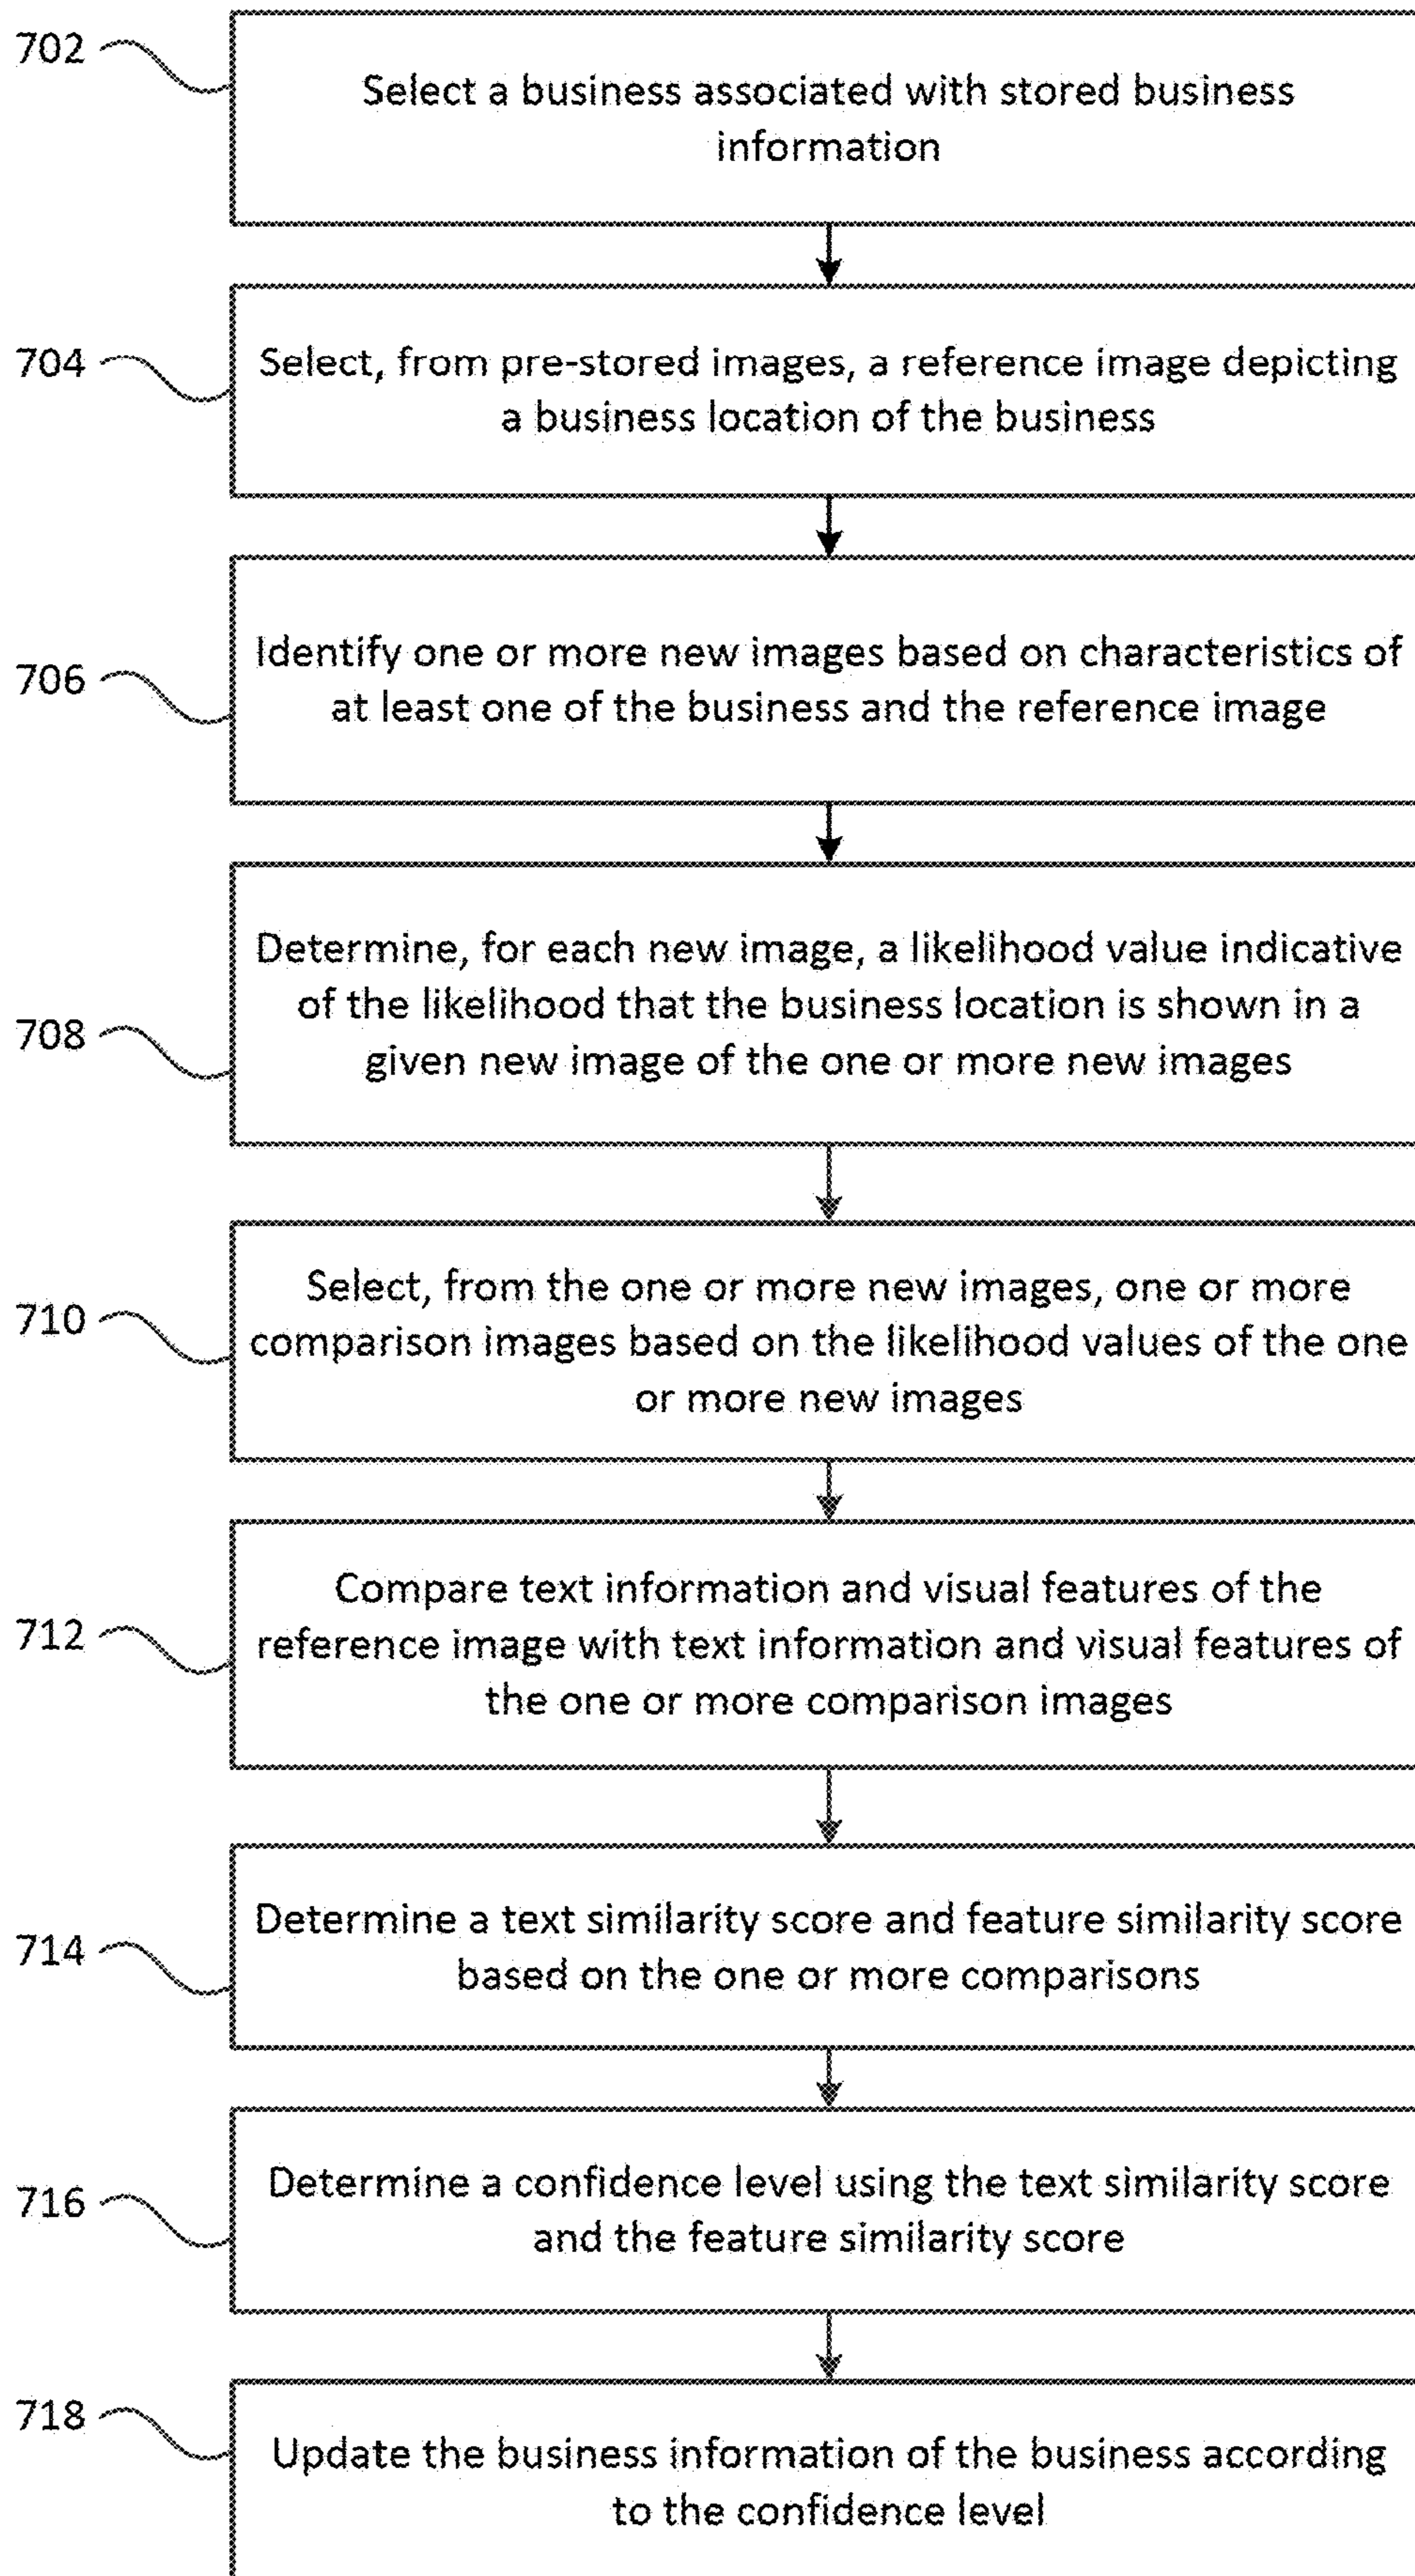 702
Select a business associated with stored business
information
704
Select, from pre-stored images, a reference image depicting
a business location of the business
706
Identify one or more new images based on characteristics of
at least one of the business and the reference image
708
Determine, for each new image, a likelihood value indicative
of the likelihood that the business location is shown in a
given new image of the one or more new images
710
Select, from the one or more new images, one or more
comparison images based on the likelihood values of the one
or more new images
712
Compare text information and visual features of the
reference image with text information and visual features of
the one or more comparison images
714
Determine a text similarity score and feature similarity score
based on the one or more comparisons
716
Determine a confidence level using the text similarity score
and the feature similarity score
718
Update the business information of the business according
to the confidence level